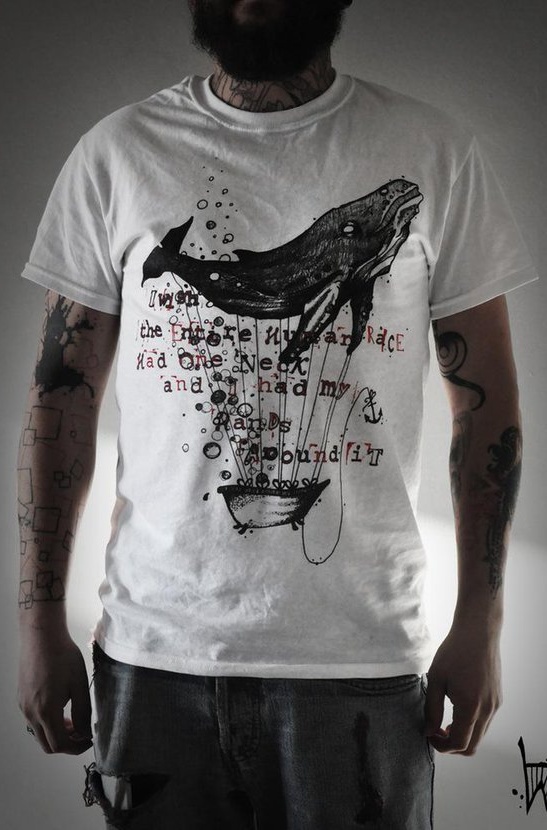 I wish
the Entire Human RACE
Had One Neck
and I had my
Hands
Around iT